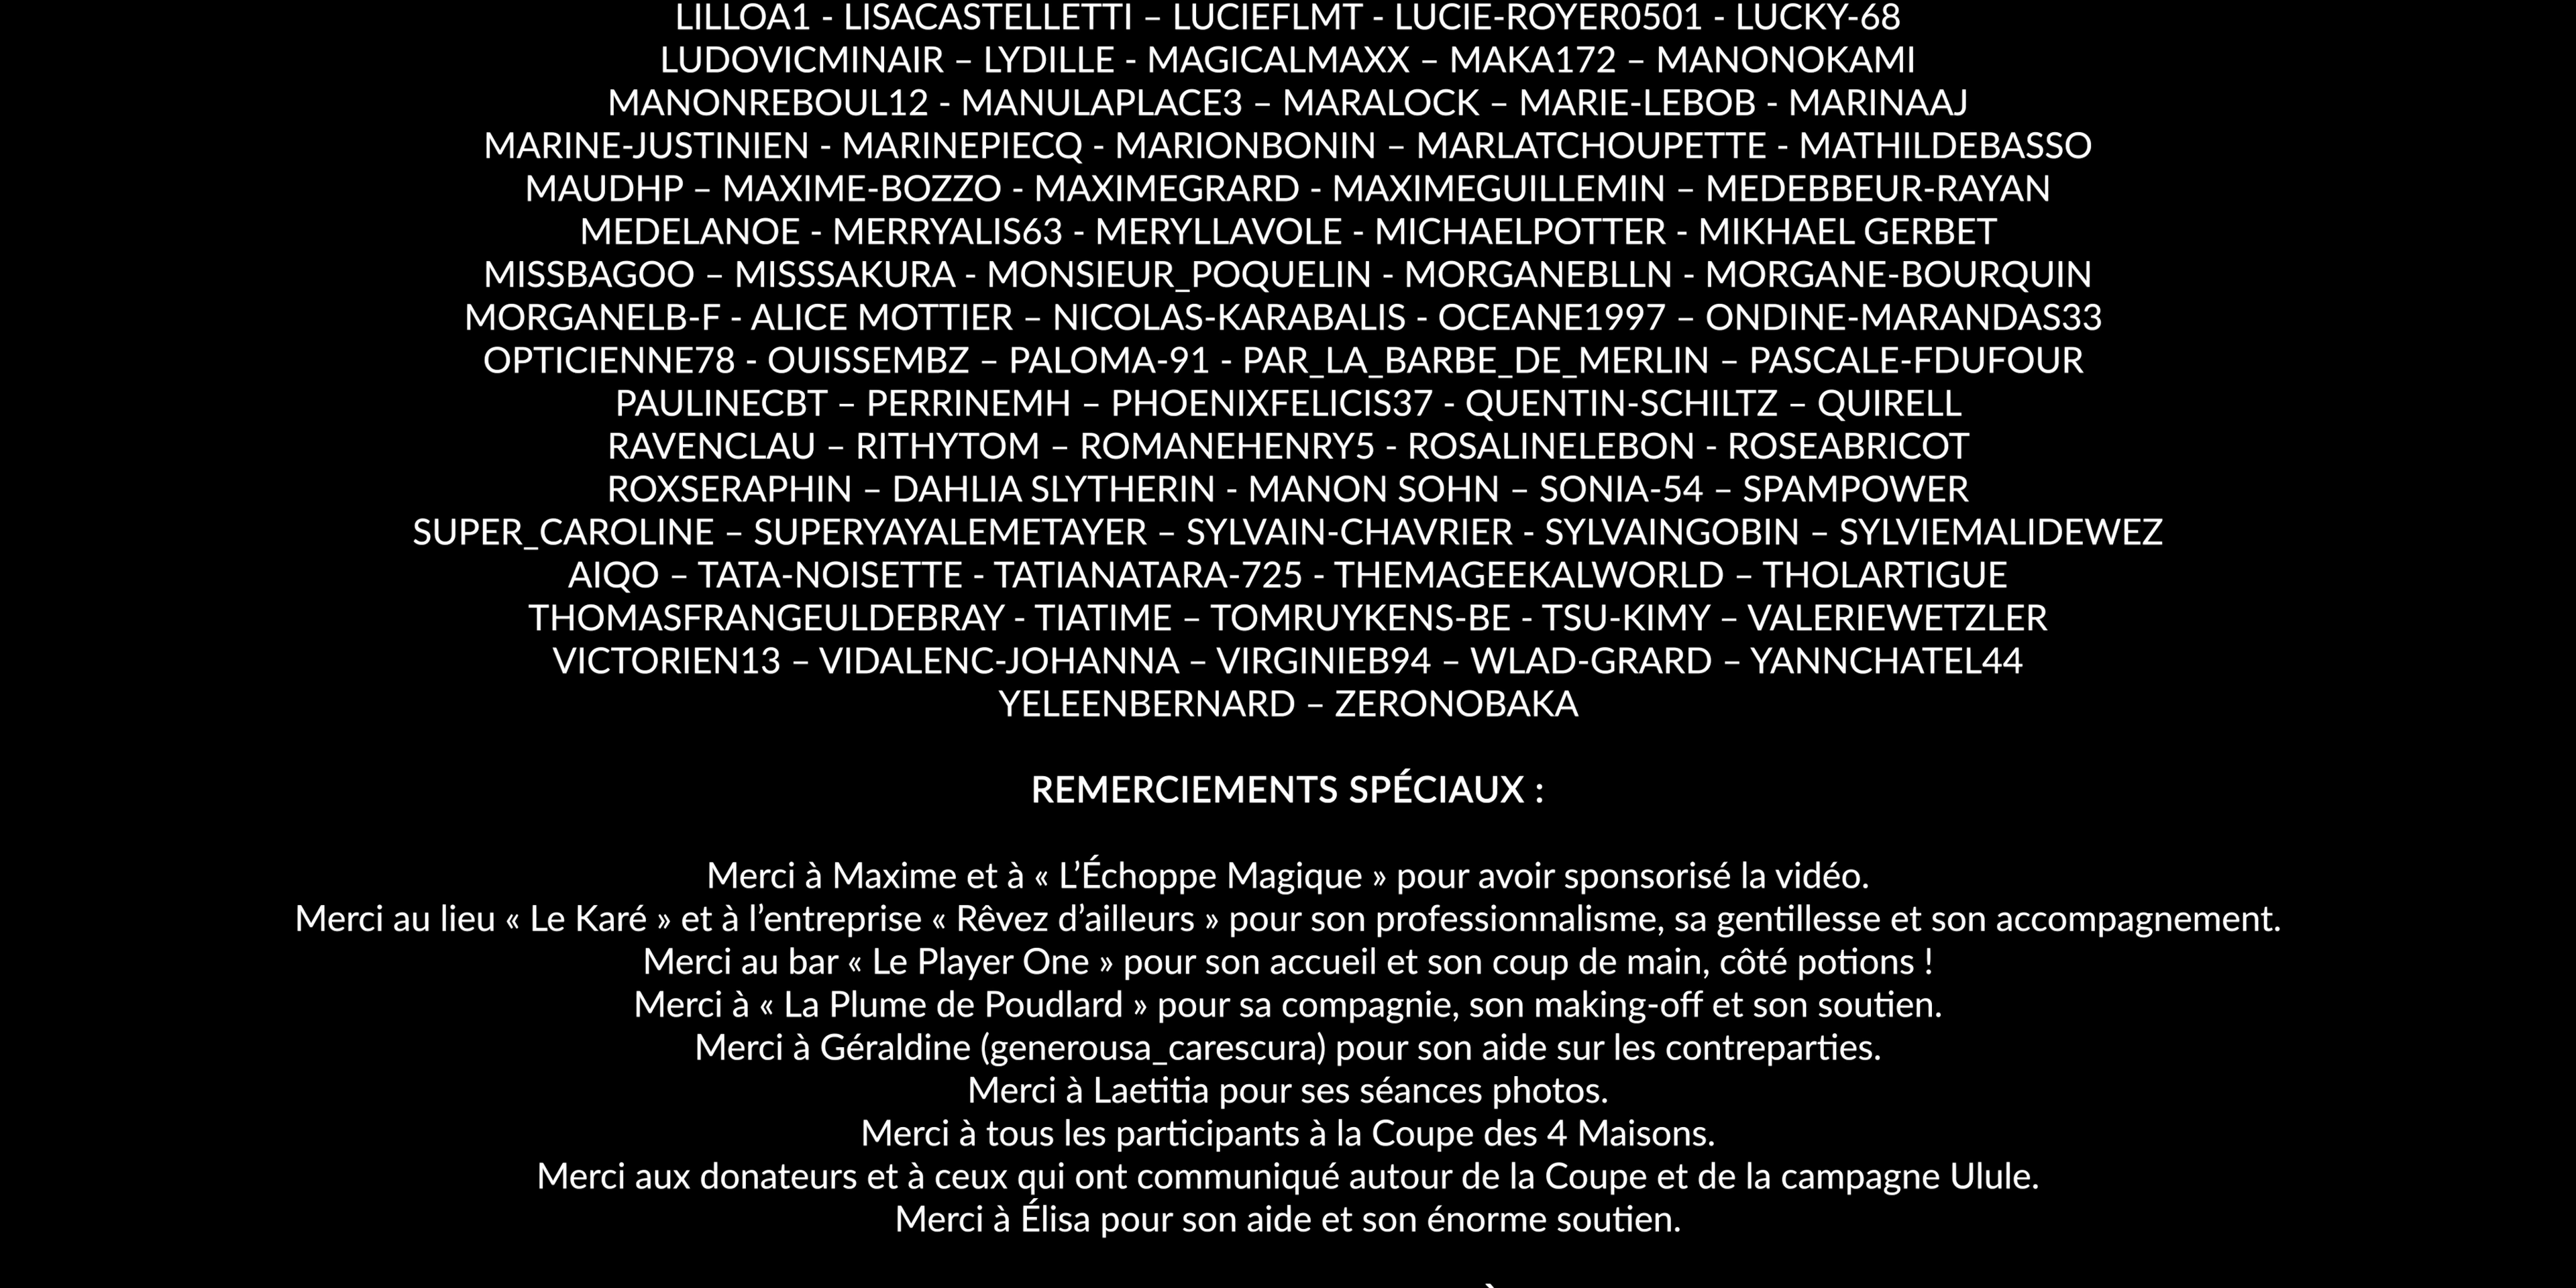 LILLOA1 - LISACASTELLETTI – LUCIEFLMT - LUCIE-ROYER0501 - LUCKY-68
LUDOVICMINAIR – LYDILLE - MAGICALMAXX – MAKA172 – MANONOKAMI
MANONREBOUL12 - MANULAPLACE3 – MARALOCK – MARIE-LEBOB - MARINAAJ
MARINE-JUSTINIEN - MARINEPIECQ - MARIONBONIN – MARLATCHOUPETTE - MATHILDEBASSO
MAUDHP – MAXIME-BOZZO - MAXIMEGRARD - MAXIMEGUILLEMIN – MEDEBBEUR-RAYAN
MEDELANOE - MERRYALIS63 - MERYLLAVOLE - MICHAELPOTTER - MIKHAEL GERBET
MISSBAGOO – MISSSAKURA - MONSIEUR_POQUELIN - MORGANEBLLN - MORGANE-BOURQUIN
MORGANELB-F - ALICE MOTTIER – NICOLAS-KARABALIS - OCEANE1997 – ONDINE-MARANDAS33
OPTICIENNE78 - OUISSEMBZ – PALOMA-91 - PAR_LA_BARBE_DE_MERLIN – PASCALE-FDUFOUR
PAULINECBT – PERRINEMH – PHOENIXFELICIS37 - QUENTIN-SCHILTZ – QUIRELL
RAVENCLAU – RITHYTOM – ROMANEHENRY5 - ROSALINELEBON - ROSEABRICOT
ROXSERAPHIN – DAHLIA SLYTHERIN - MANON SOHN – SONIA-54 – SPAMPOWER
SUPER_CAROLINE – SUPERYAYALEMETAYER – SYLVAIN-CHAVRIER - SYLVAINGOBIN – SYLVIEMALIDEWEZ
AIQO – TATA-NOISETTE - TATIANATARA-725 - THEMAGEEKALWORLD – THOLARTIGUE
THOMASFRANGEULDEBRAY - TIATIME – TOMRUYKENS-BE - TSU-KIMY – VALERIEWETZLER
VICTORIEN13 – VIDALENC-JOHANNA – VIRGINIEB94 – WLAD-GRARD – YANNCHATEL44
YELEENBERNARD – ZERONOBAKA
REMERCIEMENTS SPÉCIAUX :
Merci à Maxime et à « L’Échoppe Magique » pour avoir sponsorisé la vidéo.
Merci au lieu « Le Karé » et à l’entreprise « Rêvez d’ailleurs » pour son professionnalisme, sa gentillesse et son accompagnement.
Merci au bar « Le Player One » pour son accueil et son coup de main, côté potions !
Merci à « La Plume de Poudlard » pour sa compagnie, son making-off et son soutien.
Merci à Géraldine (generousa_carescura) pour son aide sur les contreparties.
Merci à Laetitia pour ses séances photos.
Merci à tous les participants à la Coupe des 4 Maisons.
Merci aux donateurs et à ceux qui ont communiqué autour de la Coupe et de la campagne Ulule.
Merci à Élisa pour son aide et son énorme soutien.